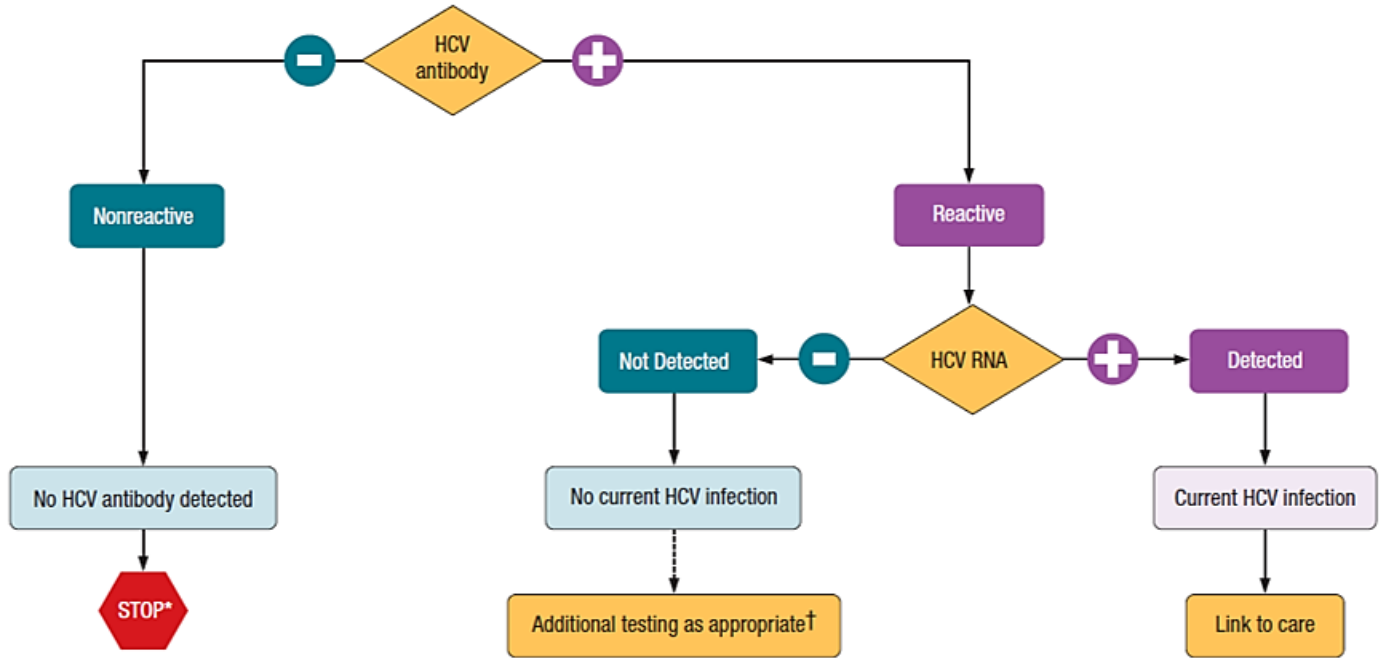 HCV
antibody
Nonreactive
Reactive
Not Detected
HCV RNA
Detected
No HCV antibody detected
No current HCV infection
Current HCV infection
STOP*
Additional testing as appropriate†
Link to care